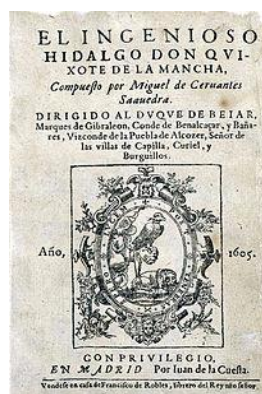 EL INGENIOSO
HIDALGO DON QVI-
XOTE DE LA MANCHA,
Compuesto por Miguel de Ceruantes
Saauedra.
DIRIGIDO AL DVQVE DE BEIAR,
Marques de Gibraleon, Conde de Benalcaçar, y Baña-
res, Vizconde de la Puebla de Alcozer, Señor de
las villas de Capilla, Curiel, y
Burguillos.
Año, 1605.
CON PRIVILEGIO,
EN MADRID Por Iuan de la Cuesta.
Vendese en casa de Francisco de Robles, librero del Rey nřo señor.